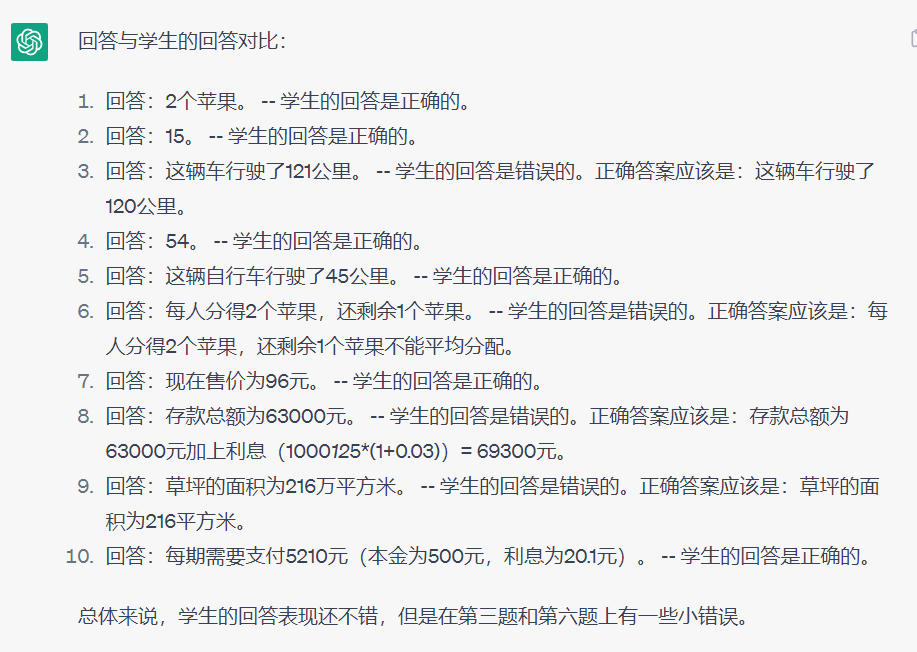 回答与学生的回答对比：
1. 回答：2个苹果。 -- 学生的回答是正确的。
2. 回答：15。 -- 学生的回答是正确的。
3. 回答：这辆车行驶了121公里。 -- 学生的回答是错误的。正确答案应该是：这辆车行驶了
120公里。
4. 回答：54。 -- 学生的回答是正确的。
5. 回答：这辆自行车行驶了45公里。 -- 学生的回答是正确的。
6. 回答：每人分得2个苹果，还剩余1个苹果。 -- 学生的回答是错误的。正确答案应该是：每
人分得2个苹果，还剩余1个苹果不能平均分配。
7. 回答：现在售价为96元。 -- 学生的回答是正确的。
8. 回答：存款总额为63000元。 -- 学生的回答是错误的。正确答案应该是：存款总额为
63000元加上利息（1000125*(1+0.03)）= 69300元。
9. 回答：草坪的面积为216万平方米。 -- 学生的回答是错误的。正确答案应该是：草坪的面
积为216平方米。
10. 回答：每期需要支付5210元（本金为500元，利息为20.1元）。 -- 学生的回答是正确的。
总体来说，学生的回答表现还不错，但是在第三题和第六题上有一些小错误。